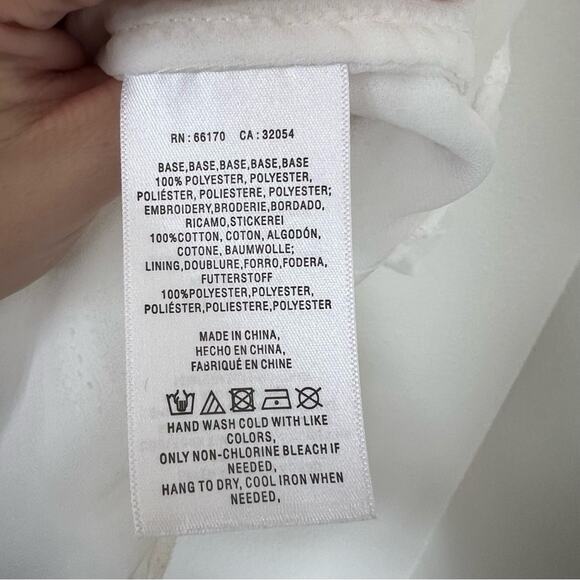 RN : 66170 CA : 32054
BASE,BASE,BASE,BASE,BASE
100% POLYESTER, POLYESTER,
POLIÉSTER, POLIESTERE, POLYESTER;
EMBROIDERY,BRODERIE,BORDADO,
RICAMO,STICKEREI
100%COTTON, COTON, ALGODÓN,
COTONE, BAUMWOLLE;
LINING,DOUBLURE,FORRO,FODERA,
FUTTERSTOFF
100%POLYESTER,POLYESTER,
POLIÉSTER,POLIESTERE,POLYESTER
MADE IN CHINA,
HECHO EN CHINA,
FABRIQUÉ EN CHINE
HAND WASH COLD WITH LIKE
COLORS,
ONLY NON-CHLORINE BLEACH IF
NEEDED,
HANG TO DRY, COOL IRON WHEN
NEEDED,